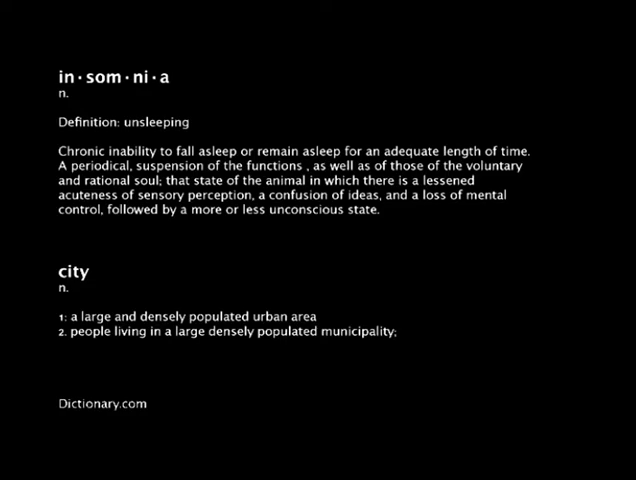 in·som·ni·a
n.
Definition: unsleeping
Chronic inability to fall asleep or remain asleep for an adequate length of time.
A periodical, suspension of the functions , as well as of those of the voluntary
and rational soul; that state of the animal in which there is a lessened
acuteness of sensory perception, a confusion of ideas, and a loss of mental
control, followed by a more or less unconscious state.
city
n.
1: a large and densely populated urban area
2. people living in a large densely populated municipality;
Dictionary.com